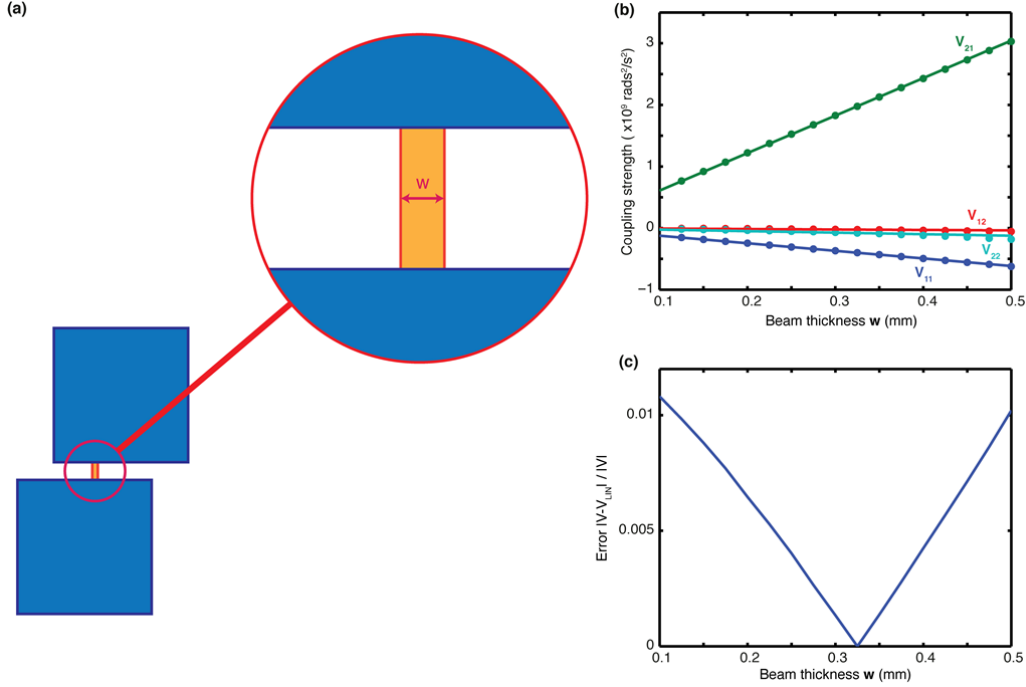 (a)
w
(b)
Coupling strength ( x10⁹ rads²/s²)
3
2
1
0
−1
V₂₁
V₁₂
V₂₂
V₁₁
0.1 0.2 0.3 0.4 0.5
Beam thickness w (mm)
(c)
Error |V-V_LIN| / |V|
0.01
0.005
0
0.1 0.2 0.3 0.4 0.5
Beam thickness w (mm)